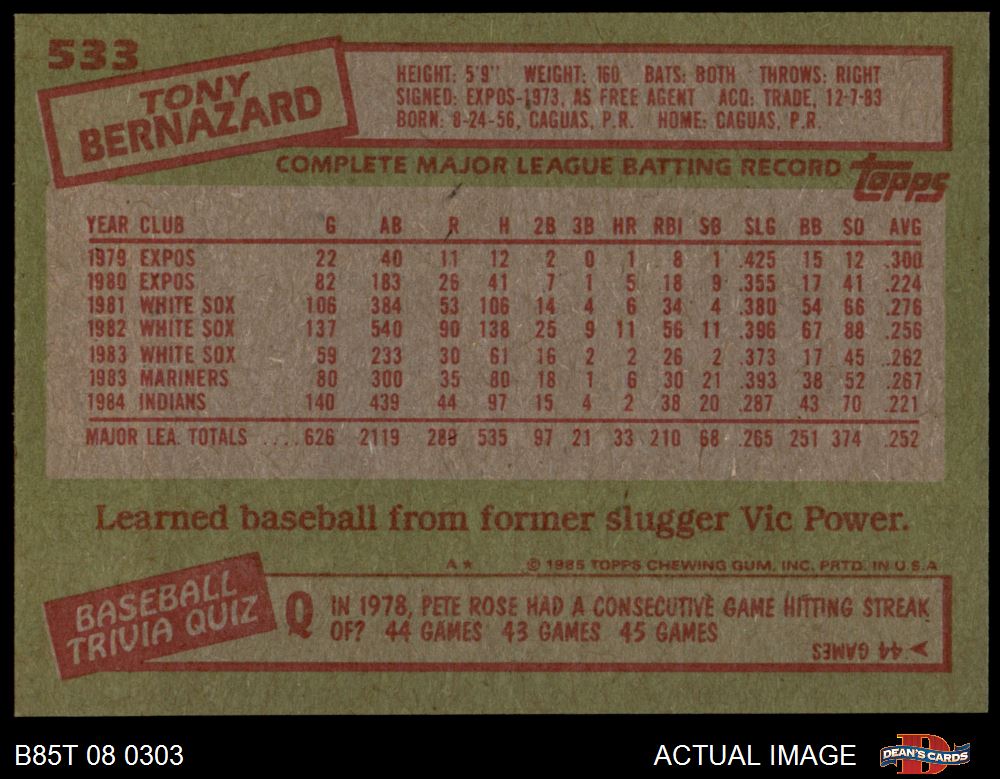 533
TONY
BERNAZARD
HEIGHT: 5'9" WEIGHT: 160 BATS: BOTH THROWS: RIGHT
SIGNED: EXPOS-1973, AS FREE AGENT ACQ: TRADE, 12-7-83
BORN: 8-24-56, CAGUAS, P.R. HOME: CAGUAS, P.R.
COMPLETE MAJOR LEAGUE BATTING RECORD
topps
YEAR CLUB G AB R H 2B 3B HR RBI SB SLG BB SO AVG
1979 EXPOS 22 40 11 12 2 0 1 8 1 .425 15 12 .300
1980 EXPOS 82 183 26 41 7 1 5 18 9 .355 17 41 .224
1981 WHITE SOX 106 384 53 106 14 4 6 34 4 .380 54 66 .276
1982 WHITE SOX 137 540 90 138 25 9 11 56 11 .396 67 88 .256
1983 WHITE SOX 59 233 30 61 16 2 2 26 2 .373 17 45 .262
1983 MARINERS 80 300 35 80 18 1 6 30 21 .393 38 52 .267
1984 INDIANS 140 439 44 97 15 4 2 38 20 .287 43 70 .221
MAJOR LEA. TOTALS .... 626 2119 289 535 97 21 33 210 68 .265 251 374 .252
Learned baseball from former slugger Vic Power.
A* © 1985 TOPPS CHEWING GUM, INC. PRTD. IN U.S.A
BASEBALL
TRIVIA QUIZ
Q IN 1978, PETE ROSE HAD A CONSECUTIVE GAME HITTING STREAK
OF? 44 GAMES 43 GAMES 45 GAMES
44 GAMES
B85T 08 0303
ACTUAL IMAGE
D
DEAN'S CARDS